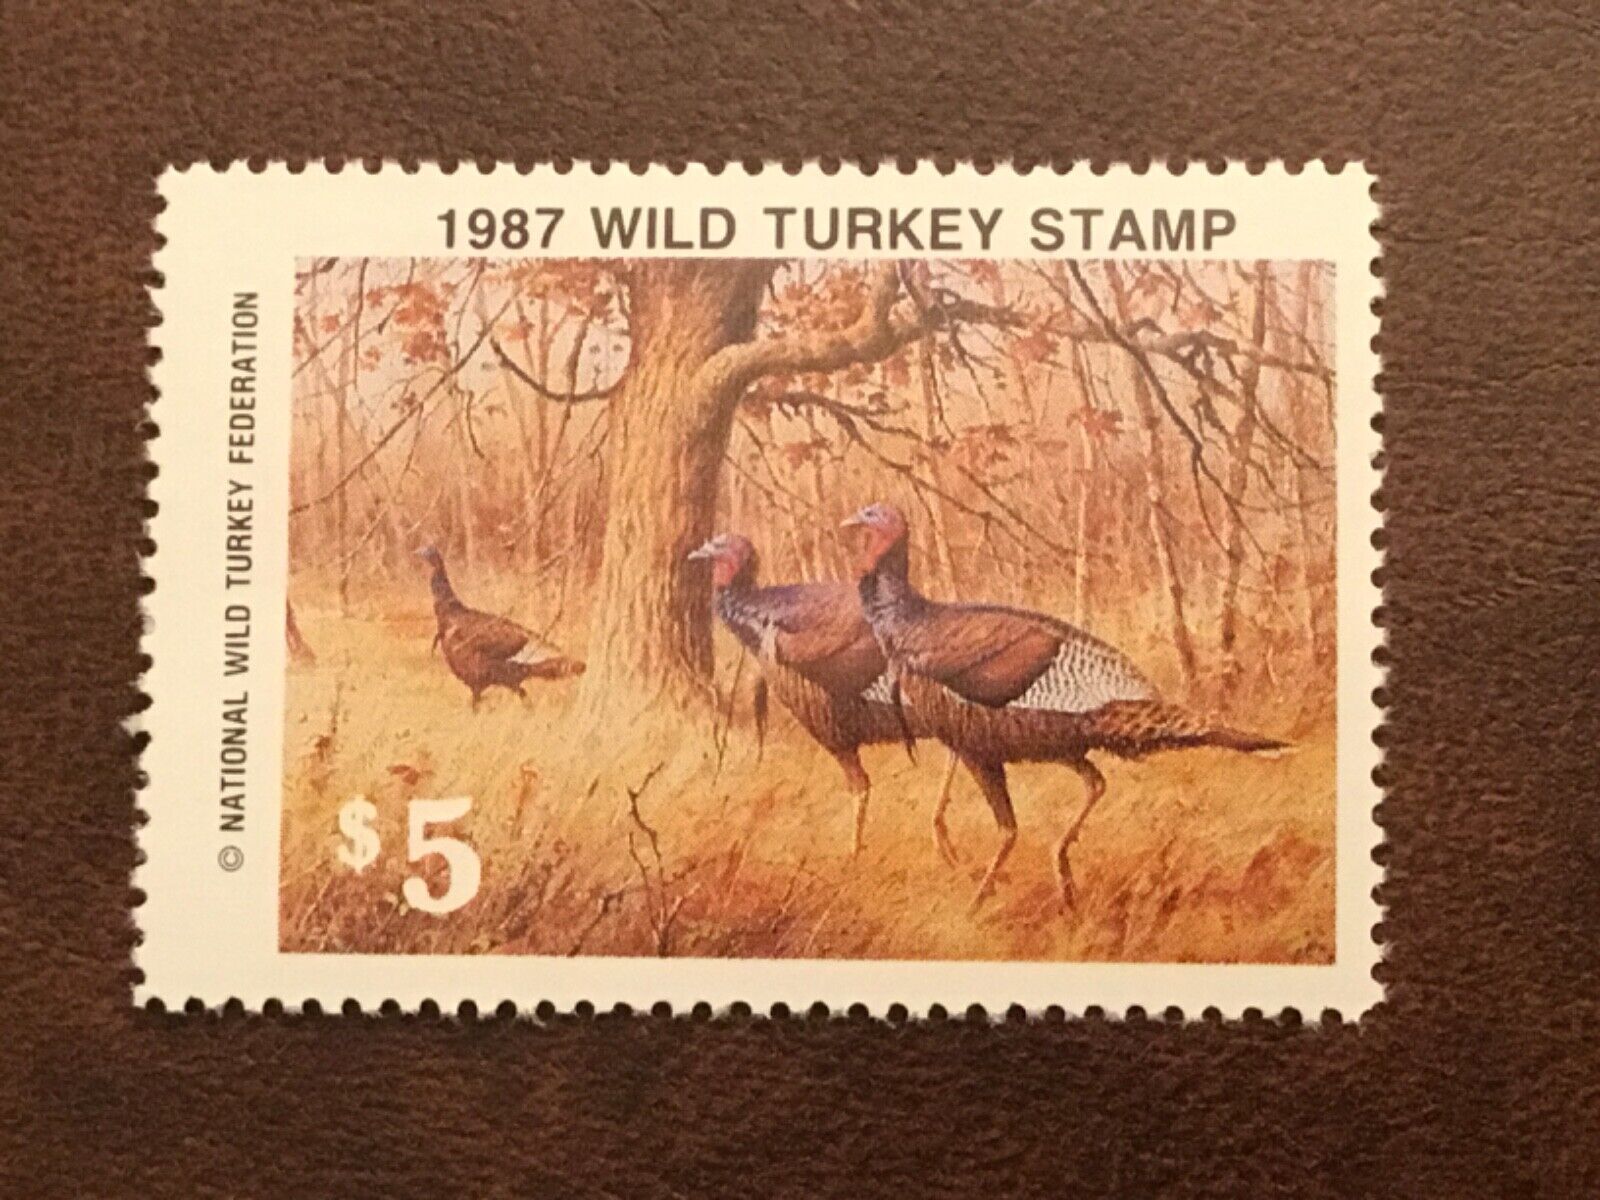 1987 WILD TURKEY STAMP
© NATIONAL WILD TURKEY FEDERATION
$5